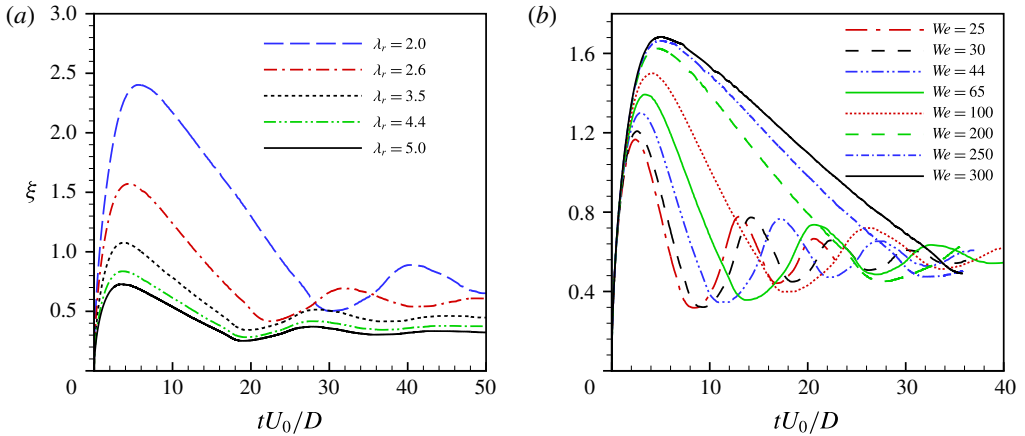 (a)
3.0
2.5
2.0
1.5
1.0
0.5
0
ξ
10
20
30
40
50
tU₀/D
λᵣ = 2.0
λᵣ = 2.6
λᵣ = 3.5
λᵣ = 4.4
λᵣ = 5.0
(b)
1.6
1.2
0.8
0.4
0
10
20
30
40
tU₀/D
We = 25
We = 30
We = 44
We = 65
We = 100
We = 200
We = 250
We = 300